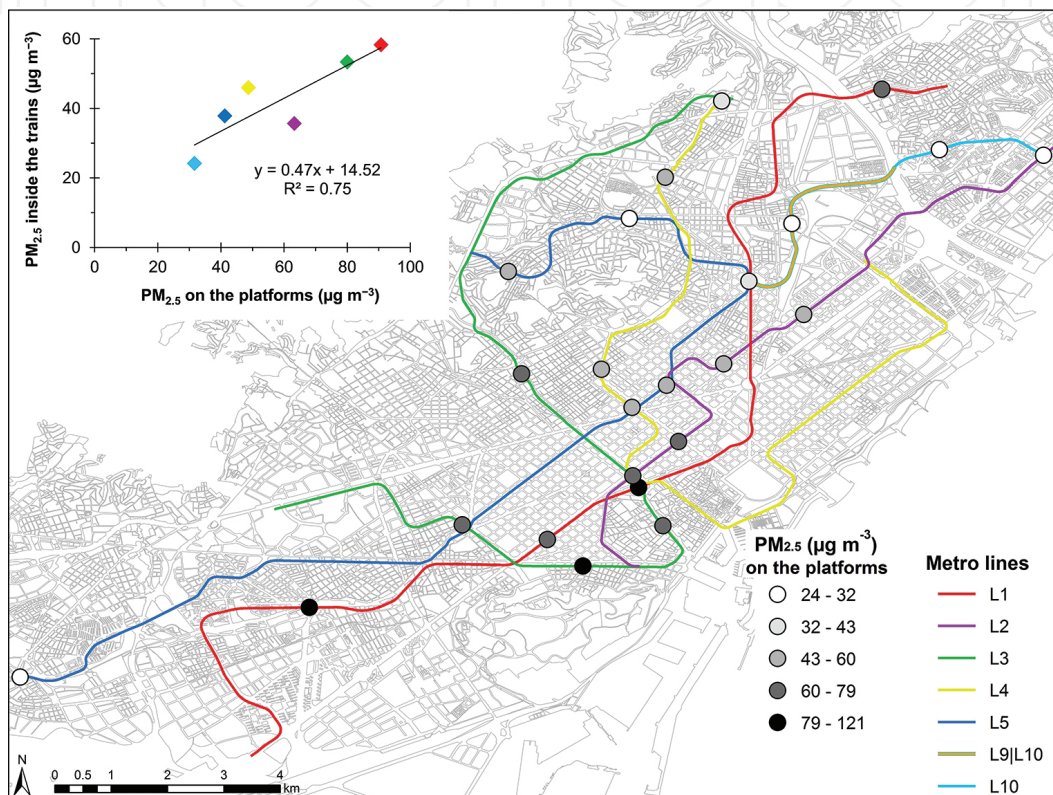 60
40
20
0
0
20
40
60
80
100
PM2.5 inside the trains (µg m⁻³)
PM2.5 on the platforms (µg m⁻³)
y = 0.47x + 14.52
R² = 0.75
PM2.5 (µg m⁻³)
on the platforms
24 - 32
32 - 43
43 - 60
60 - 79
79 - 121
Metro lines
L1
L2
L3
L4
L5
L9|L10
L10
N
0 0.5 1 2 3 4
km